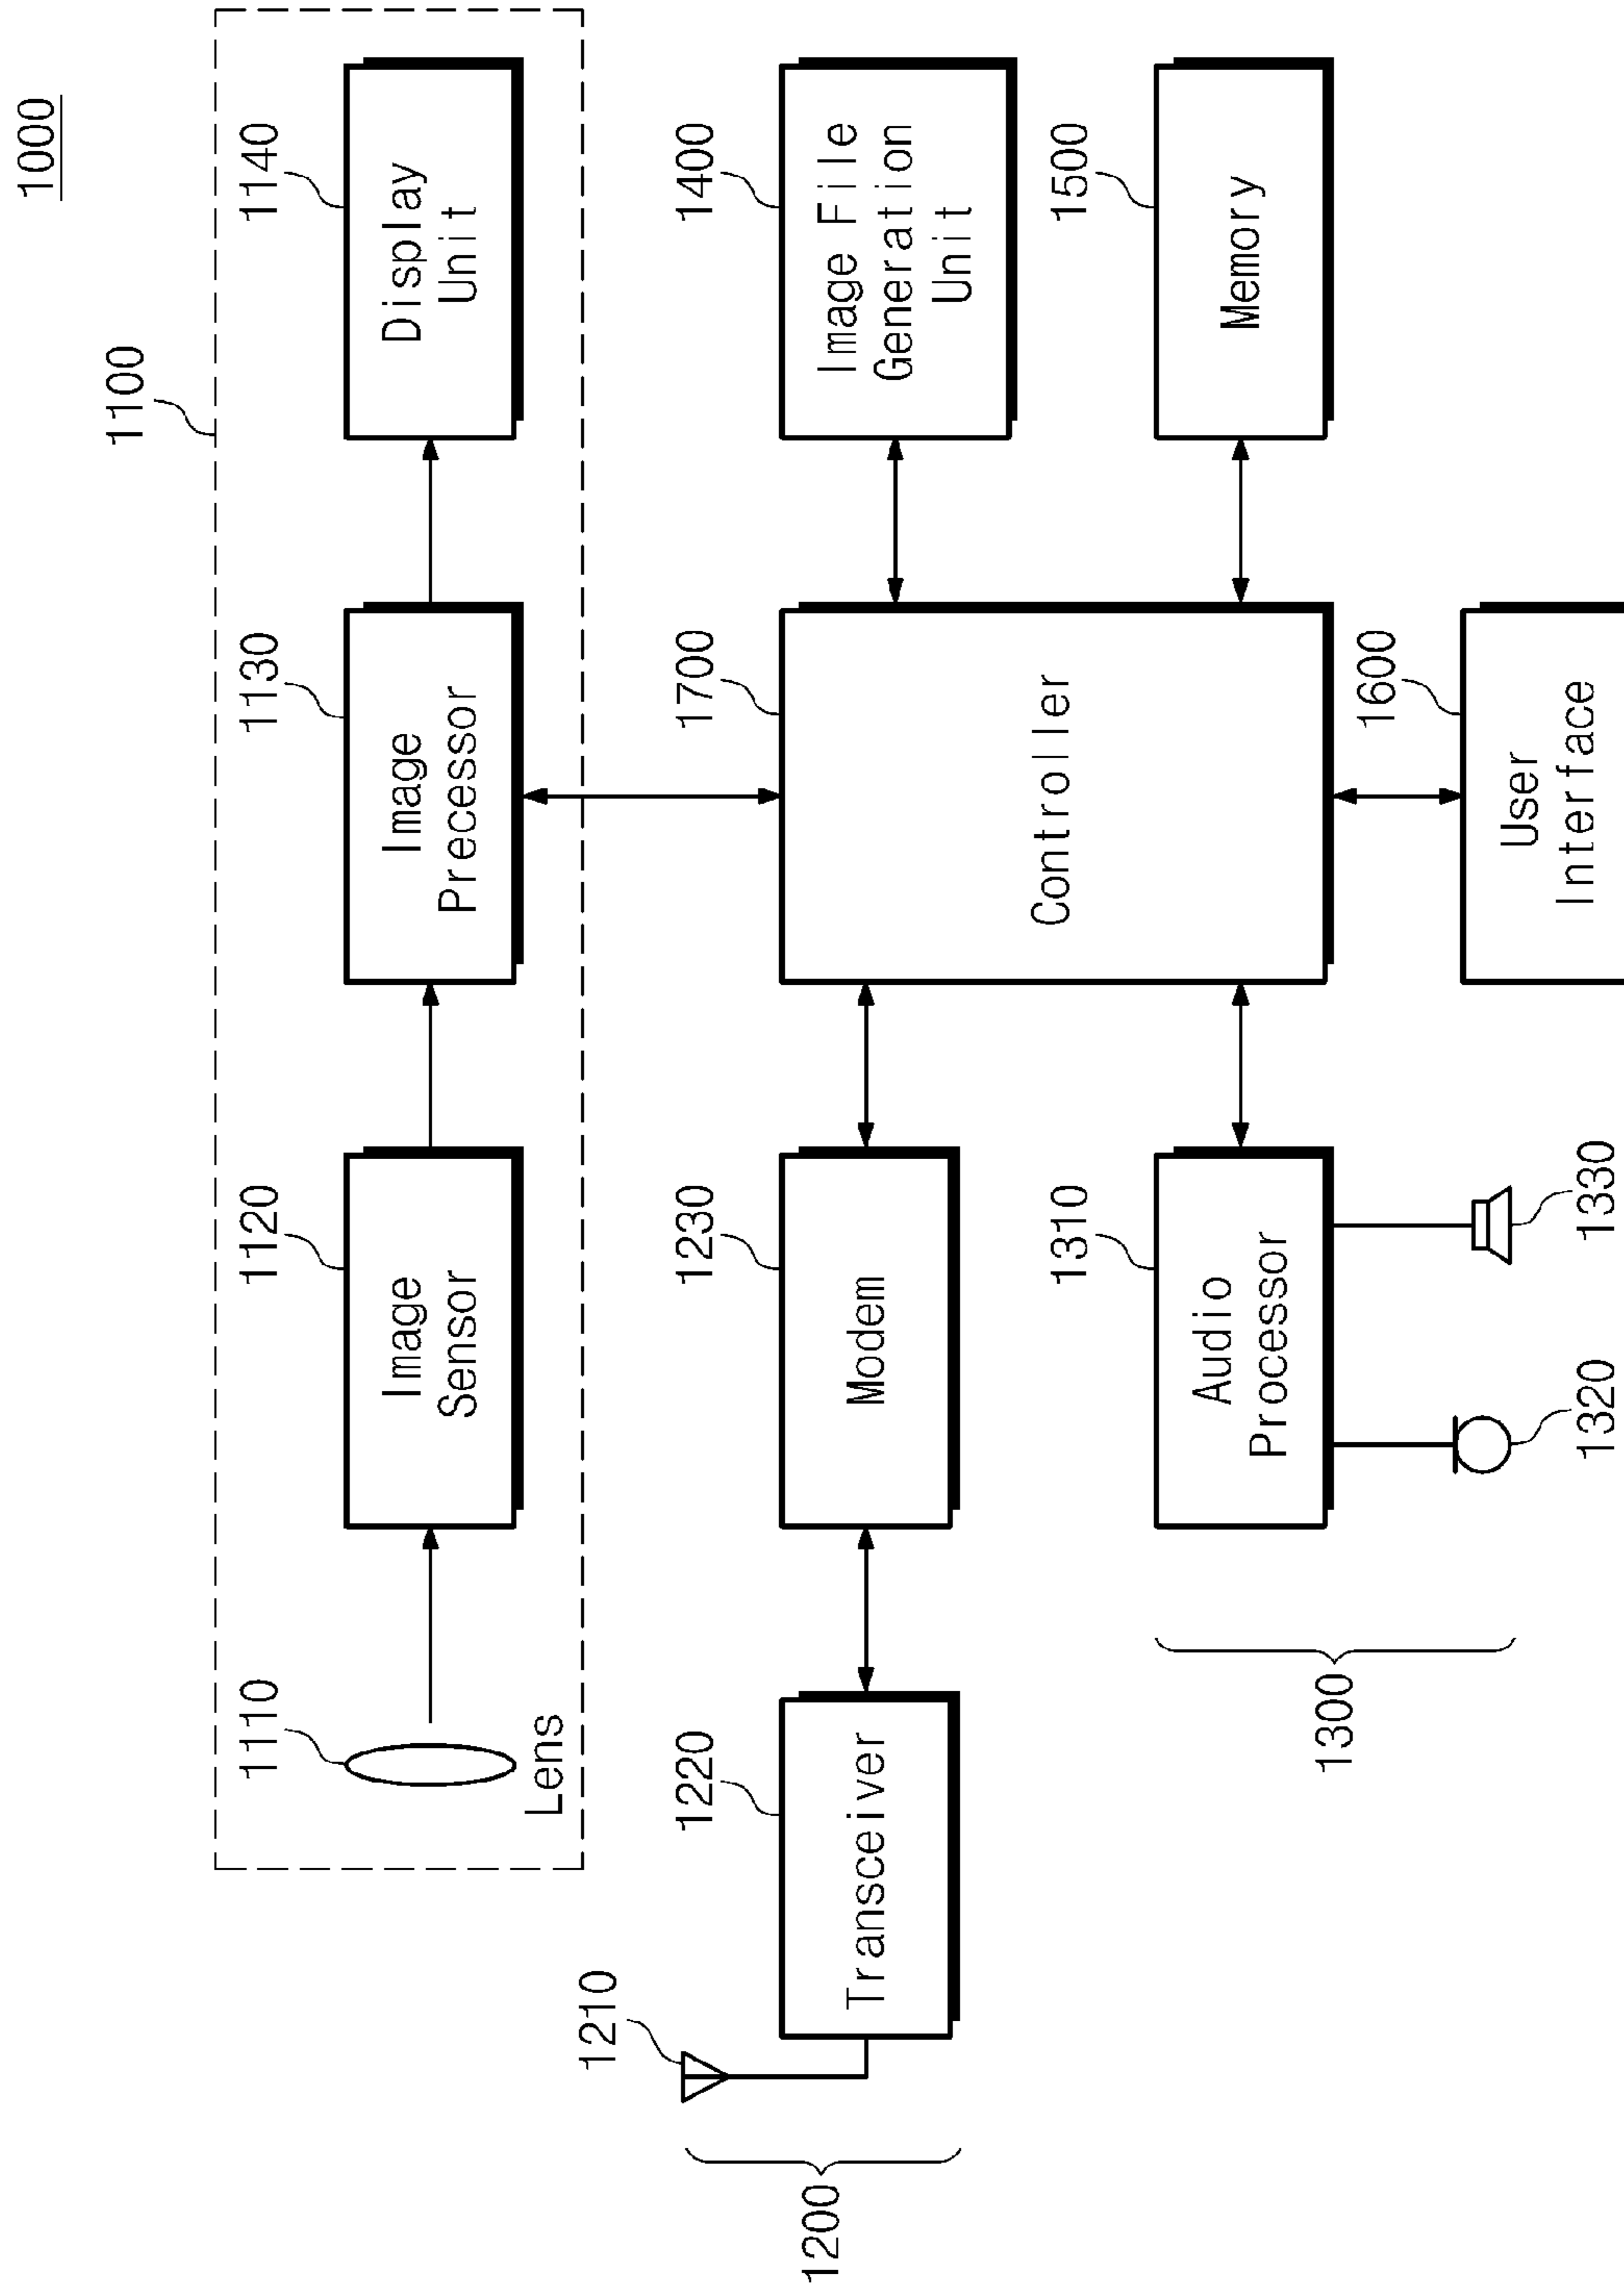 1000
1100
1110
1120
1130
1140
Lens
Image
Sensor
Image
Precessor
Display
Unit
1210
1220
1230
1700
1400
1200
Transceiver
Modem
Controller
Image File
Generation
Unit
1310
1500
Audio
Processor
Memory
1300
1320
1330
1600
User
Interface